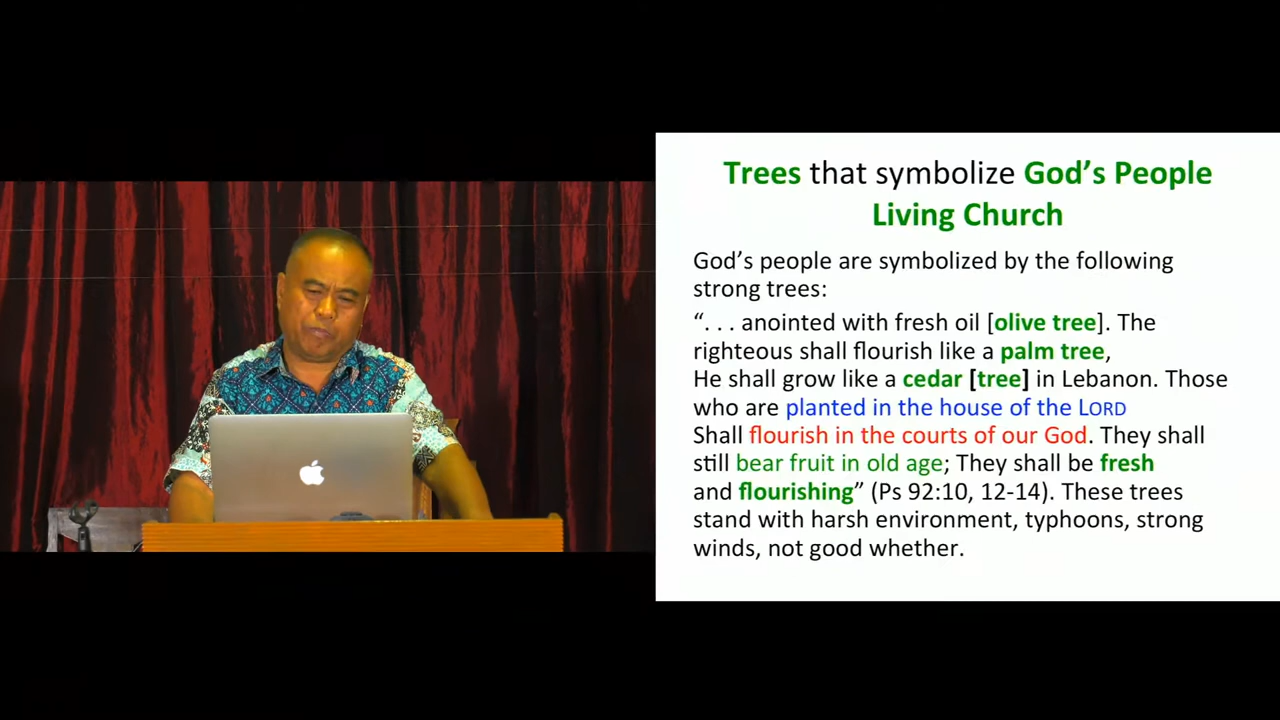 Trees that symbolize God’s People
Living Church
God’s people are symbolized by the following
strong trees:
“. . . anointed with fresh oil [olive tree]. The
righteous shall flourish like a palm tree,
He shall grow like a cedar [tree] in Lebanon. Those
who are planted in the house of the LORD
Shall flourish in the courts of our God. They shall
still bear fruit in old age; They shall be fresh
and flourishing” (Ps 92:10, 12-14). These trees
stand with harsh environment, typhoons, strong
winds, not good whether.